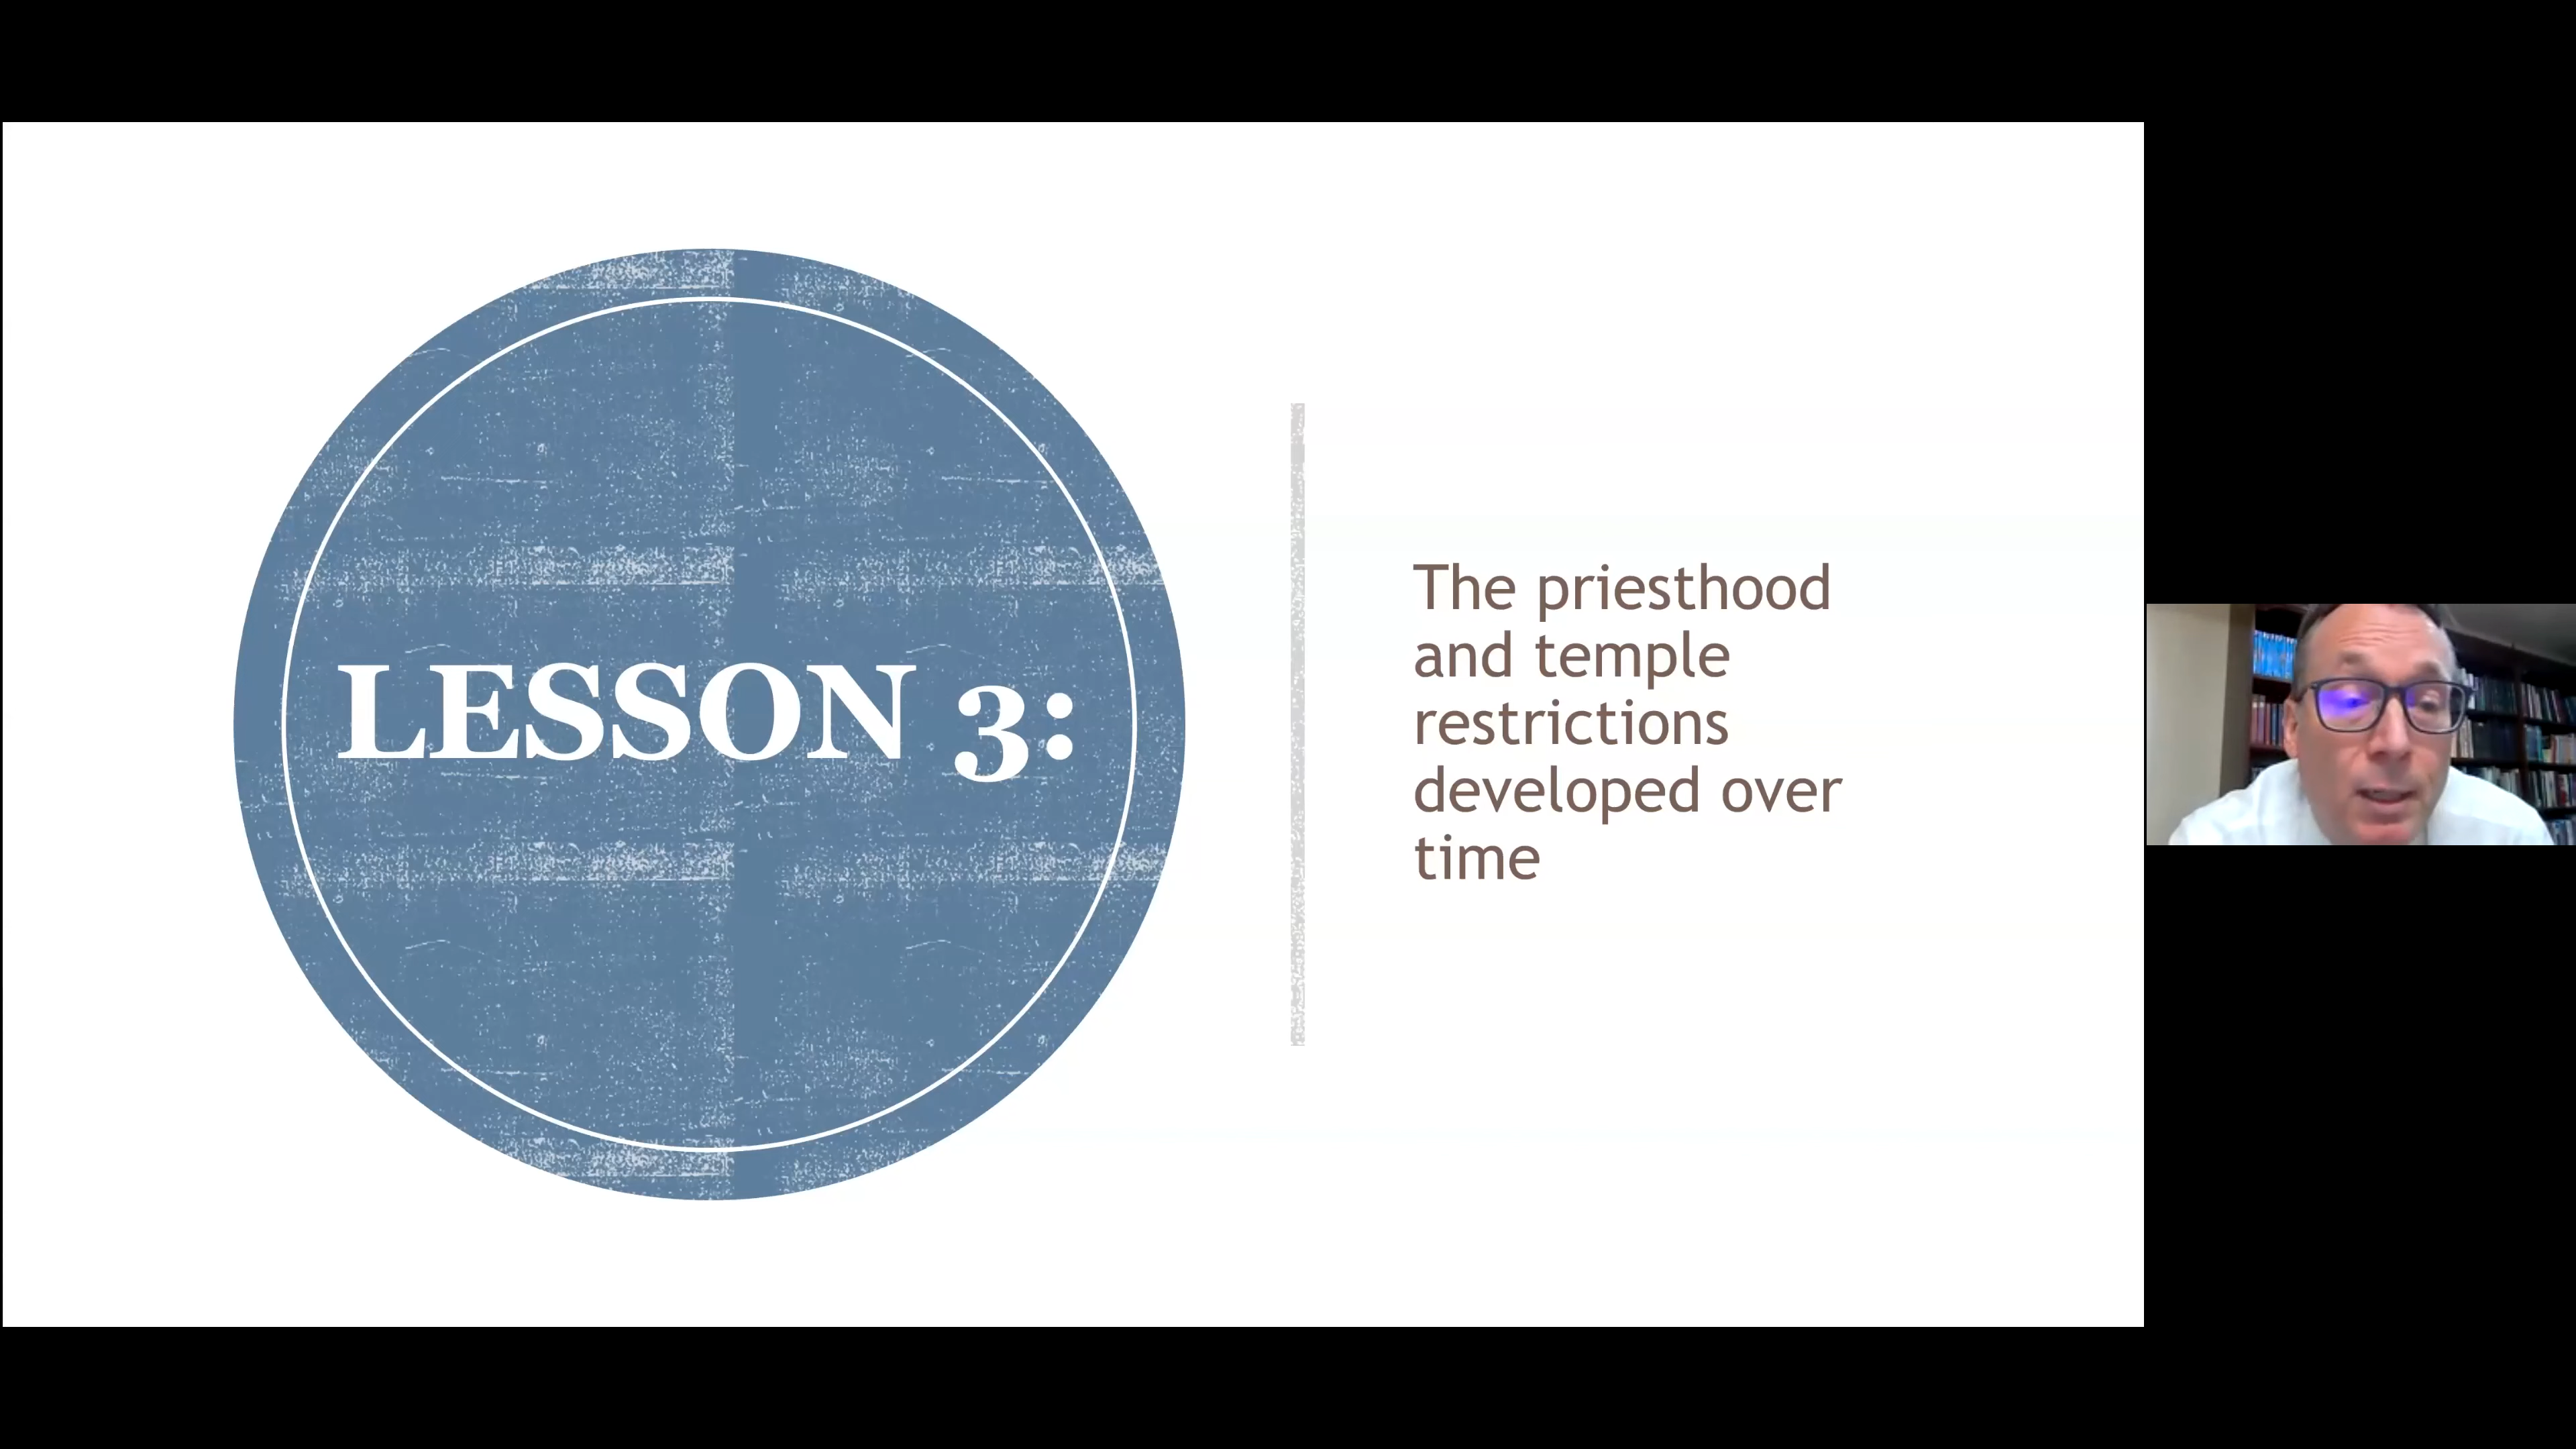 LESSON 3:
The priesthood
and temple
restrictions
developed over
time